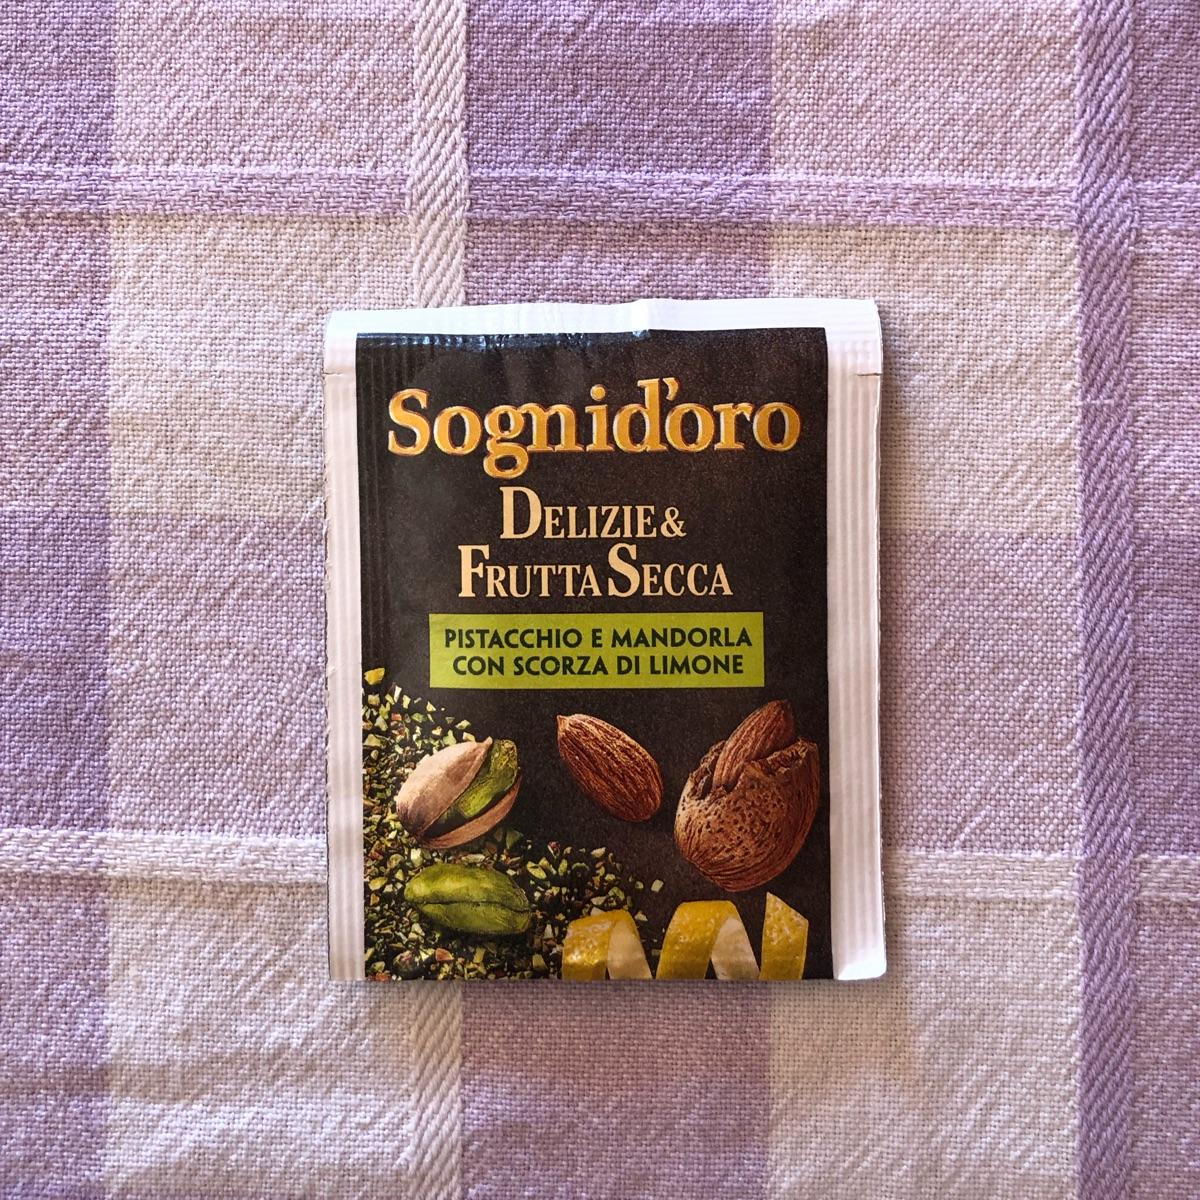 Sognid'oro
DELIZIE &
FRUTTA SECCA
PISTACCHIO E MANDORLA
CON SCORZA DI LIMONE